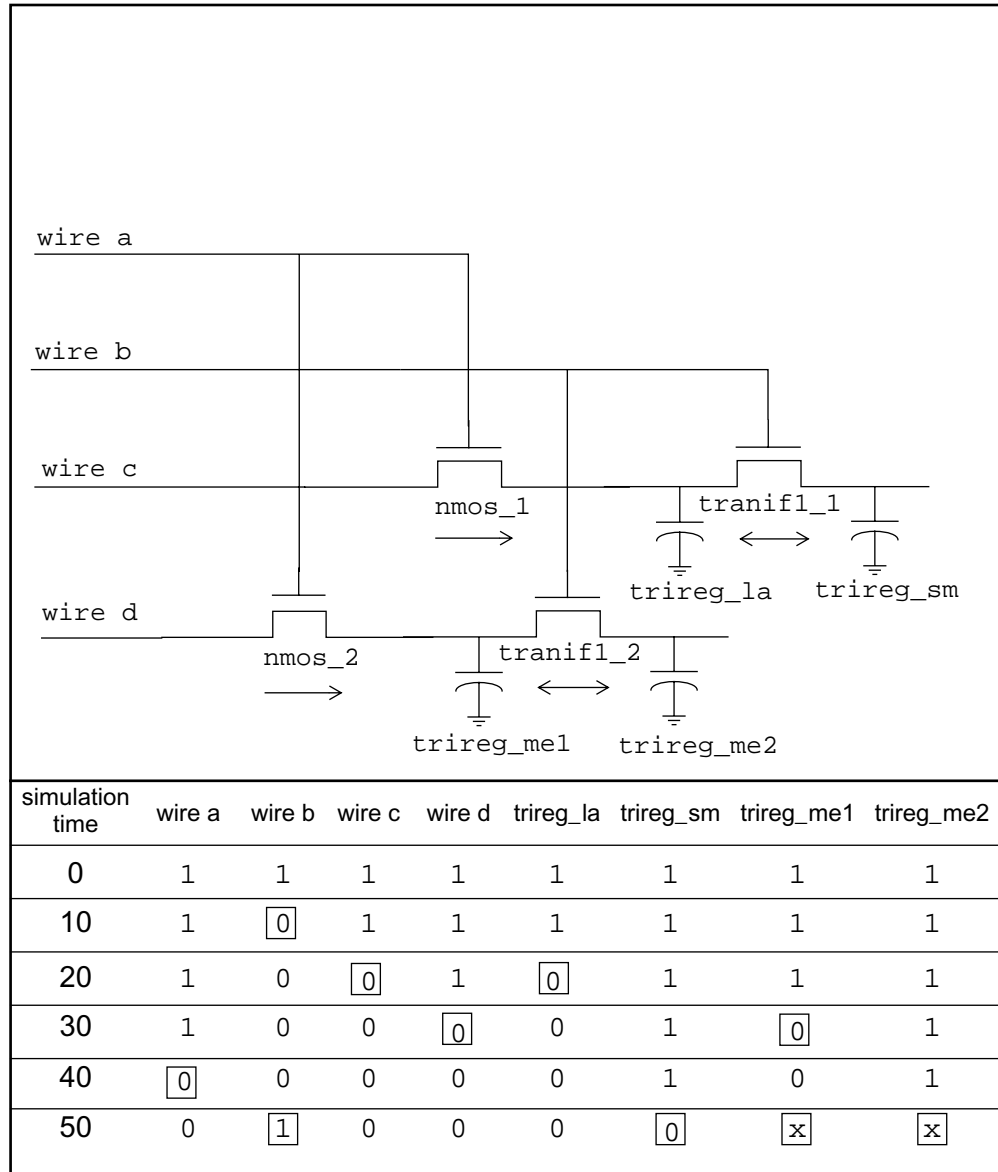 wire a
wire b
wire c
nmos_1
tranif1_1
trireg_la
trireg_sm
wire d
nmos_2
tranif1_2
trireg_me1
trireg_me2
simulation time wire a wire b wire c wire d trireg_la trireg_sm trireg_me1 trireg_me2
0 1 1 1 1 1 1 1 1
10 1 0 1 1 1 1 1 1
20 1 0 0 1 0 1 1 1
30 1 0 0 0 0 1 0 1
40 0 0 0 0 0 1 0 1
50 0 1 0 0 0 0 x x